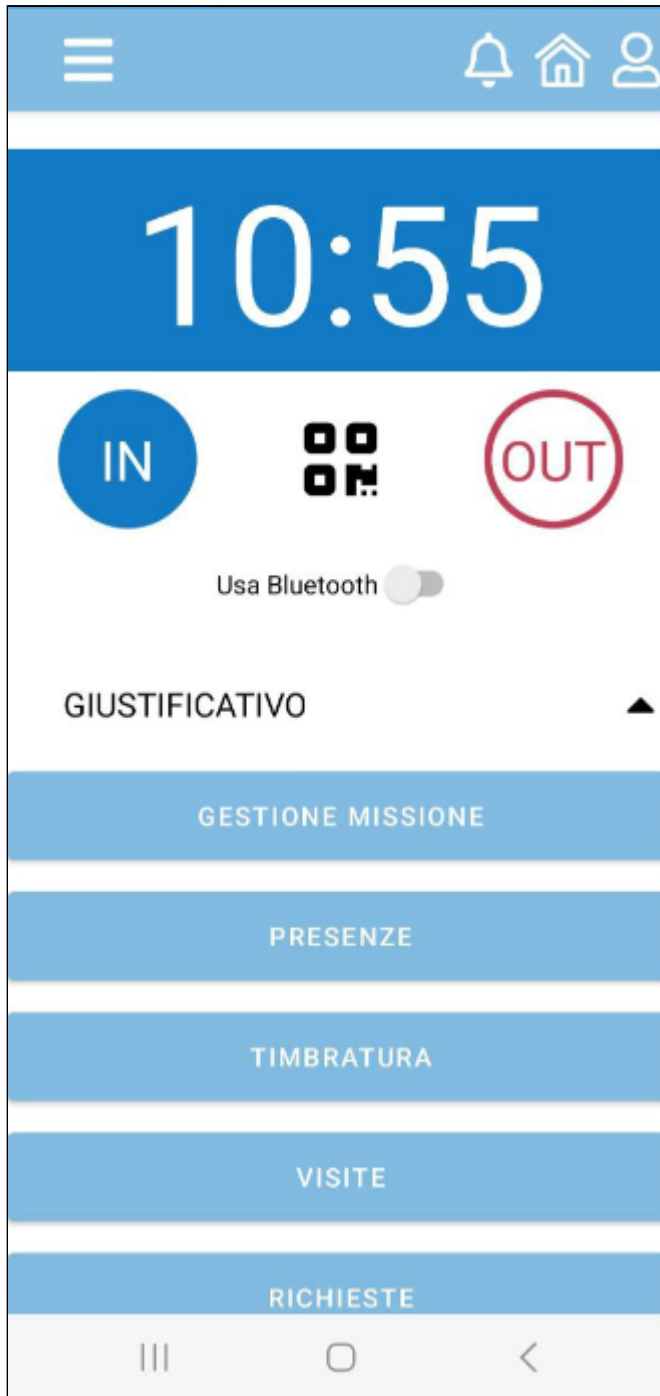 10:55
IN
OUT
Usa Bluetooth
GIUSTIFICATIVO
GESTIONE MISSIONE
PRESENZE
TIMBRATURA
VISITE
RICHIESTE